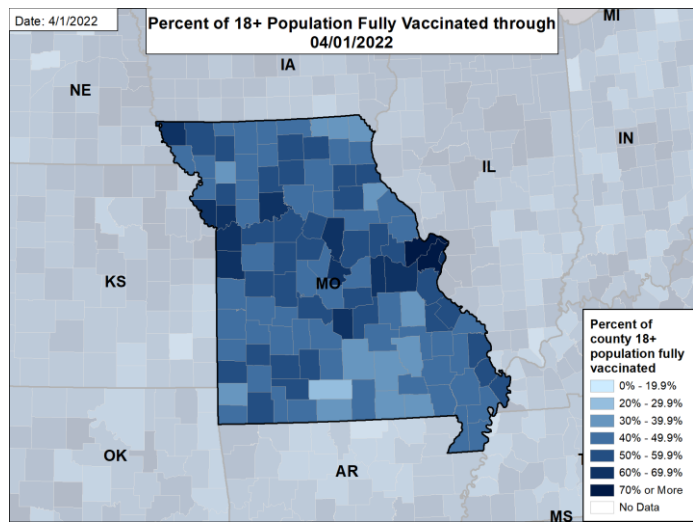 Date: 4/1/2022
Percent of 18+ Population Fully Vaccinated through
04/01/2022
MI
IA
NE
IN
IL
KS
MO
OK
AR
T
MS
Percent of
county 18+
population fully
vaccinated
0% - 19.9%
20% - 29.9%
30% - 39.9%
40% - 49.9%
50% - 59.9%
60% - 69.9%
70% or More
No Data